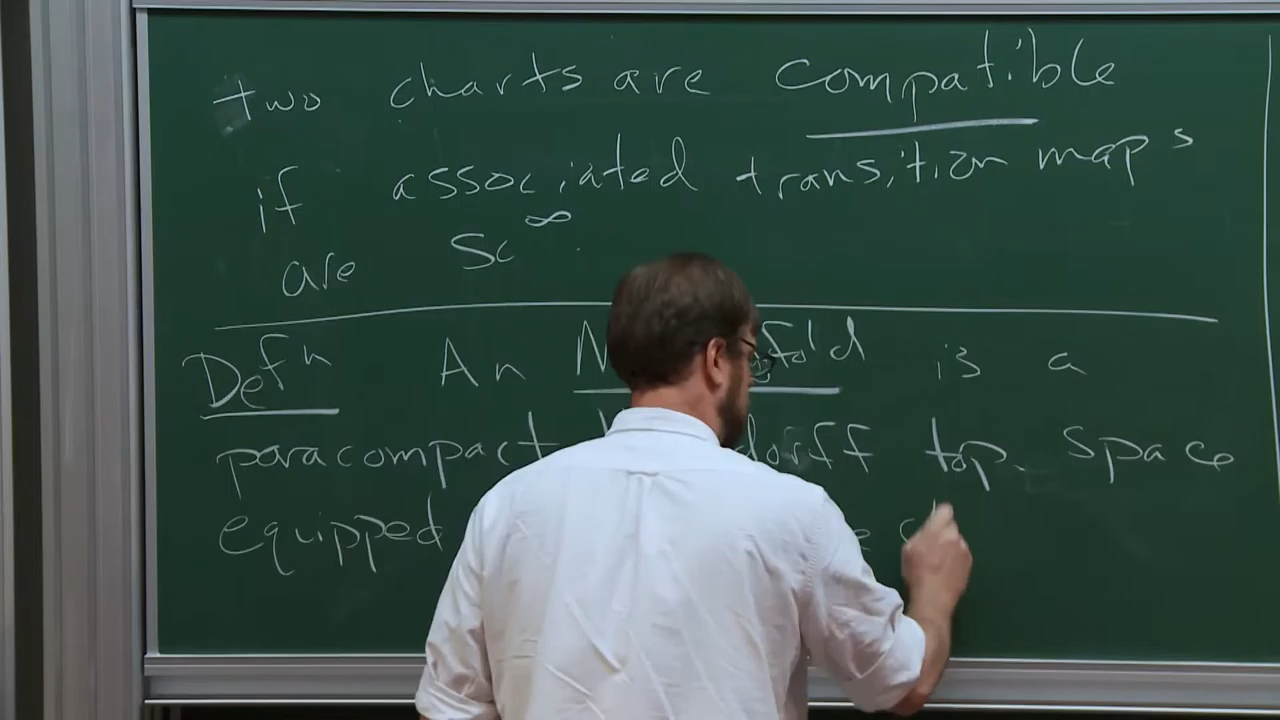 two charts are compatible
if associated transition maps
are sc^∞.
Defn An is a
paracompact top. space
equipped